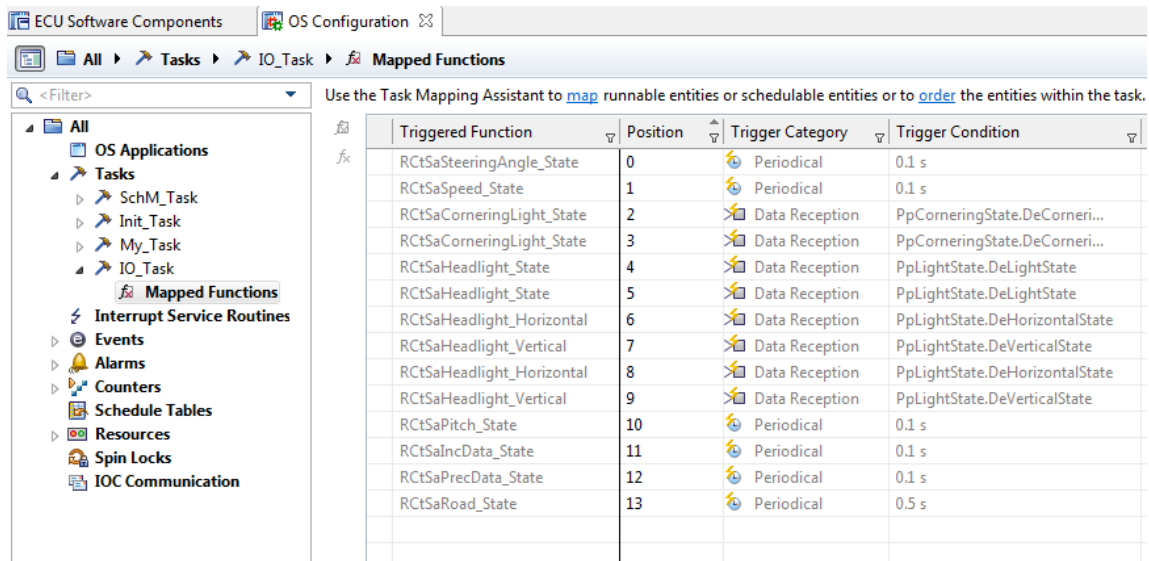 ECU Software Components OS Configuration
All Tasks IO_Task Mapped Functions
<Filter>
Use the Task Mapping Assistant to map runnable entities or schedulable entities or to order the entities within the task.
All
OS Applications
Tasks
SchM_Task
Init_Task
My_Task
IO_Task
Mapped Functions
Interrupt Service Routines
Events
Alarms
Counters
Schedule Tables
Resources
Spin Locks
IOC Communication
Triggered Function Position Trigger Category Trigger Condition
RCtSaSteeringAngle_State 0 Periodical 0.1 s
RCtSaSpeed_State 1 Periodical 0.1 s
RCtSaCorneringLight_State 2 Data Reception PpCorneringState.DeCorneri...
RCtSaCorneringLight_State 3 Data Reception PpCorneringState.DeCorneri...
RCtSaHeadlight_State 4 Data Reception PpLightState.DeLightState
RCtSaHeadlight_State 5 Data Reception PpLightState.DeLightState
RCtSaHeadlight_Horizontal 6 Data Reception PpLightState.DeHorizontalState
RCtSaHeadlight_Vertical 7 Data Reception PpLightState.DeVerticalState
RCtSaHeadlight_Horizontal 8 Data Reception PpLightState.DeHorizontalState
RCtSaHeadlight_Vertical 9 Data Reception PpLightState.DeVerticalState
RCtSaPitch_State 10 Periodical 0.1 s
RCtSaIncData_State 11 Periodical 0.1 s
RCtSaPrecData_State 12 Periodical 0.1 s
RCtSaRoad_State 13 Periodical 0.5 s